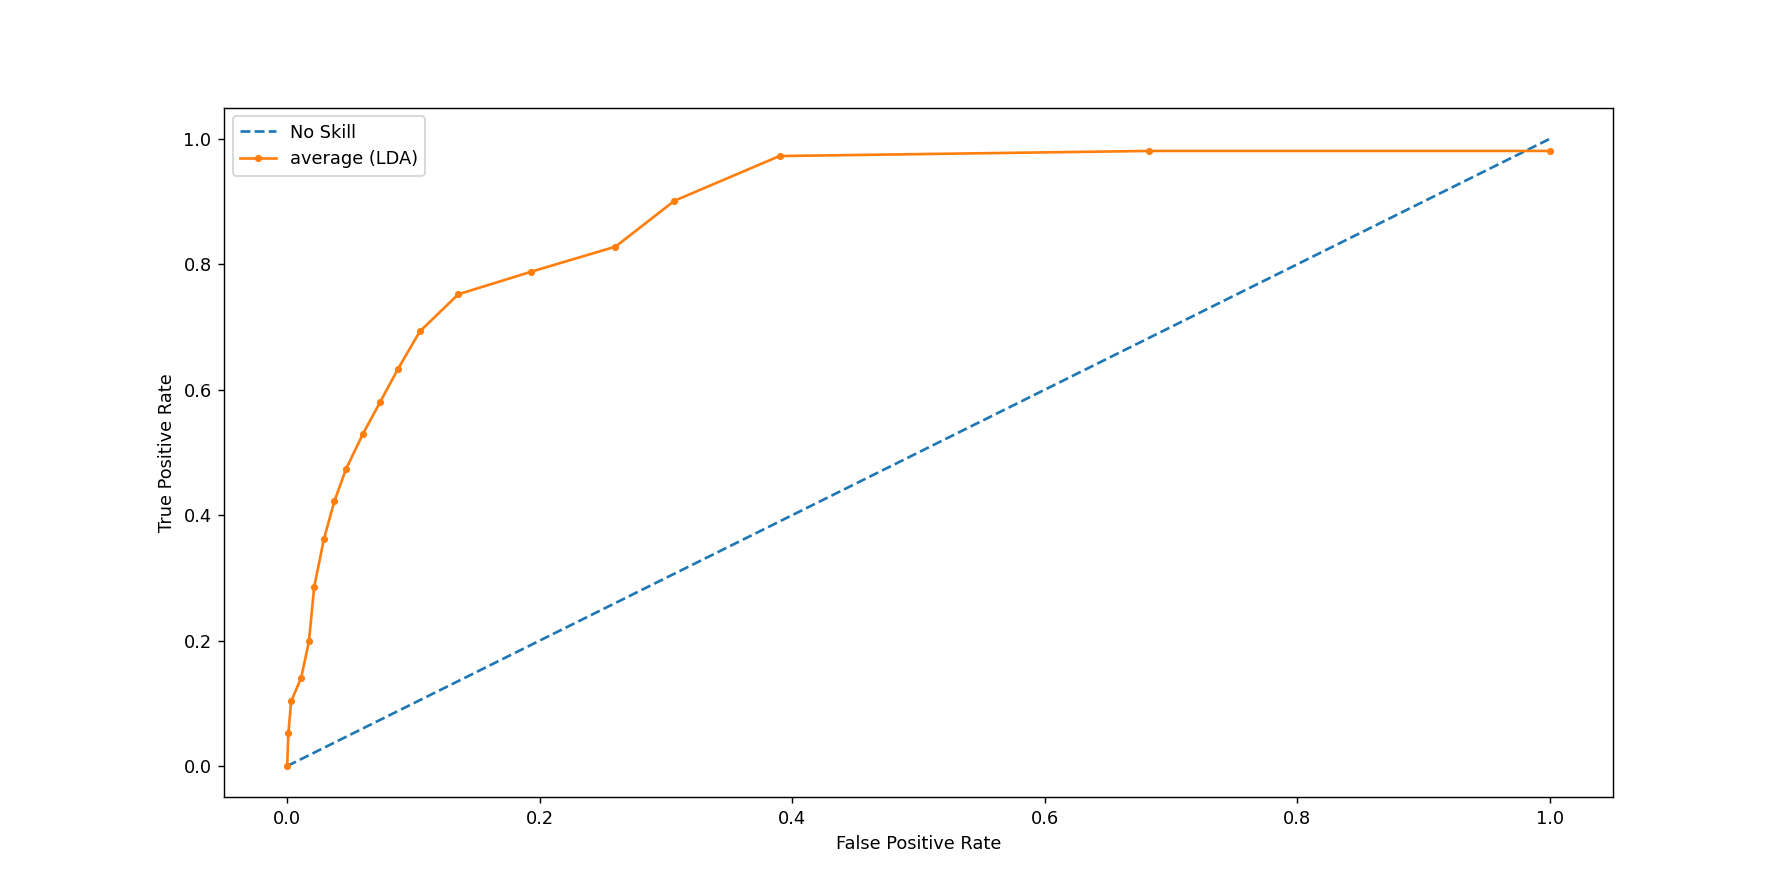 No Skill
average (LDA)
1.0
0.8
0.6
0.4
0.2
0.0
True Positive Rate
0.0 0.2 0.4 0.6 0.8 1.0
False Positive Rate